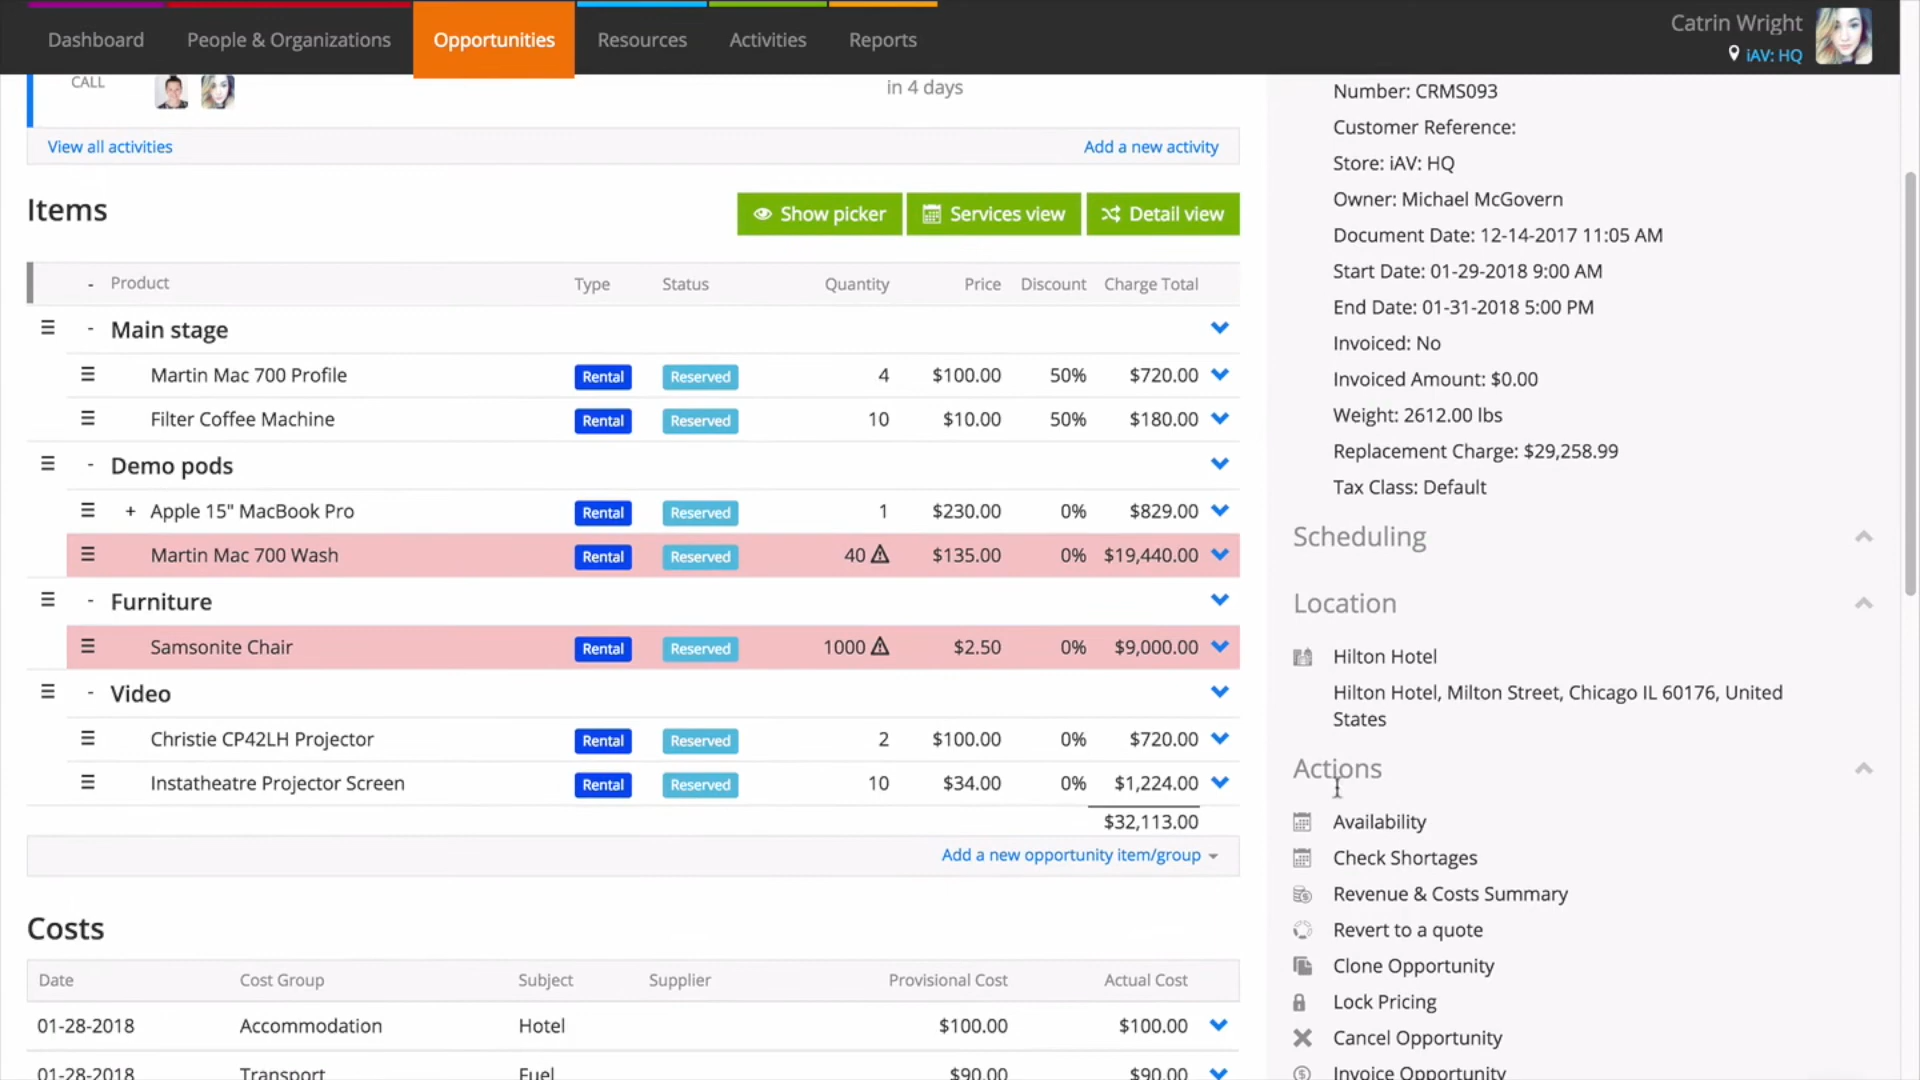 Dashboard People & Organizations Opportunities Resources Activities Reports
Catrin Wright
iAV: HQ
CALL in 4 days
View all activities Add a new activity
Items
Show picker Services view Detail view
- Product Type Status Quantity Price Discount Charge Total
- Main stage
Martin Mac 700 Profile Rental Reserved 4 $100.00 50% $720.00
Filter Coffee Machine Rental Reserved 10 $10.00 50% $180.00
- Demo pods
+ Apple 15" MacBook Pro Rental Reserved 1 $230.00 0% $829.00
Martin Mac 700 Wash Rental Reserved 40 $135.00 0% $19,440.00
- Furniture
Samsonite Chair Rental Reserved 1000 $2.50 0% $9,000.00
- Video
Christie CP42LH Projector Rental Reserved 2 $100.00 0% $720.00
Instatheatre Projector Screen Rental Reserved 10 $34.00 0% $1,224.00
$32,113.00
Add a new opportunity item/group
Costs
Date Cost Group Subject Supplier Provisional Cost Actual Cost
01-28-2018 Accommodation Hotel $100.00 $100.00
01-28-2018 Transport Fuel $90.00 $90.00
Number: CRMS093
Customer Reference:
Store: iAV: HQ
Owner: Michael McGovern
Document Date: 12-14-2017 11:05 AM
Start Date: 01-29-2018 9:00 AM
End Date: 01-31-2018 5:00 PM
Invoiced: No
Invoiced Amount: $0.00
Weight: 2612.00 lbs
Replacement Charge: $29,258.99
Tax Class: Default
Scheduling
Location
Hilton Hotel
Hilton Hotel, Milton Street, Chicago IL 60176, United
States
Actions
Availability
Check Shortages
Revenue & Costs Summary
Revert to a quote
Clone Opportunity
Lock Pricing
Cancel Opportunity
Invoice Opportunity